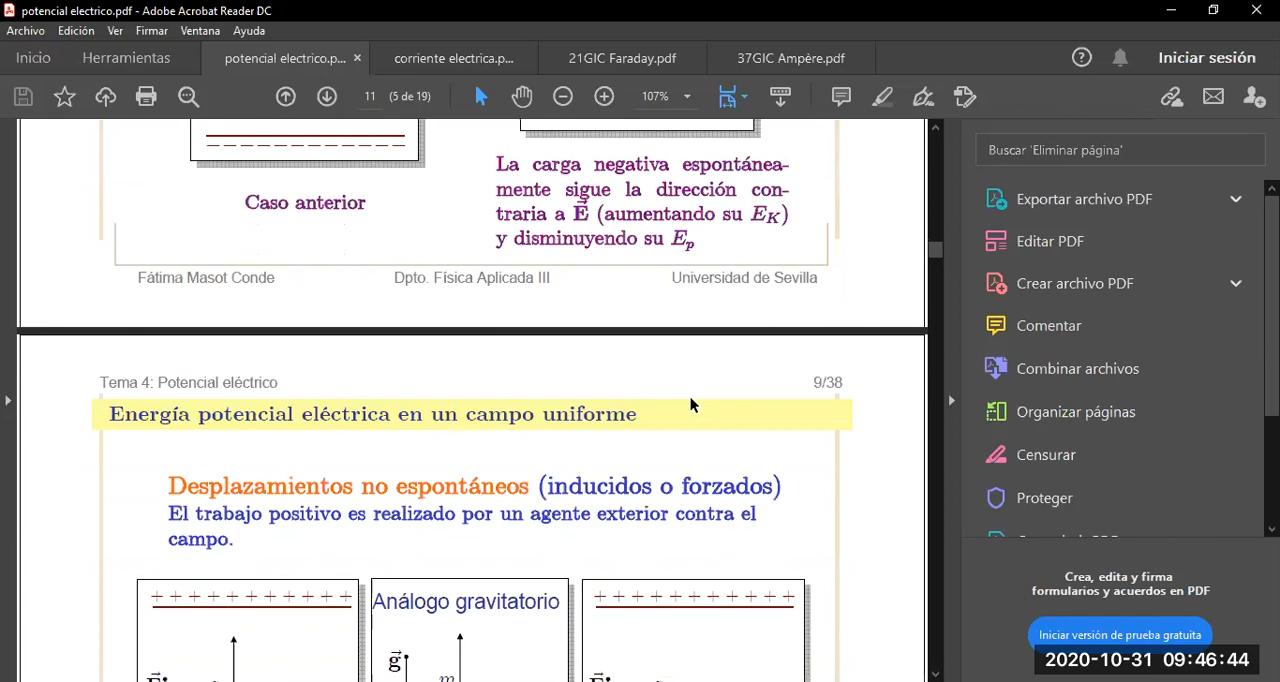 potencial electrico.pdf - Adobe Acrobat Reader DC
Archivo Edición Ver Firmar Ventana Ayuda
Inicio Herramientas potencial electrico.p... × corriente electrica.p... 21GIC Faraday.pdf 37GIC Ampère.pdf Iniciar sesión
11 (5 de 19) 107%
La carga negativa espontánea-
mente sigue la dirección con-
traria a E⃗ (aumentando su E_K)
y disminuyendo su E_p
Caso anterior
Fátima Masot Conde Dpto. Física Aplicada III Universidad de Sevilla
Tema 4: Potencial eléctrico 9/38
Energía potencial eléctrica en un campo uniforme
Desplazamientos no espontáneos (inducidos o forzados)
El trabajo positivo es realizado por un agente exterior contra el
campo.
+ + + + + + + + + + +
Análogo gravitatorio
g⃗
+ + + + + + + + + + +
Buscar 'Eliminar página'
Exportar archivo PDF
Editar PDF
Crear archivo PDF
Comentar
Combinar archivos
Organizar páginas
Censurar
Proteger
Crea, edita y firma
formularios y acuerdos en PDF
Iniciar versión de prueba gratuita
2020-10-31 09:46:44